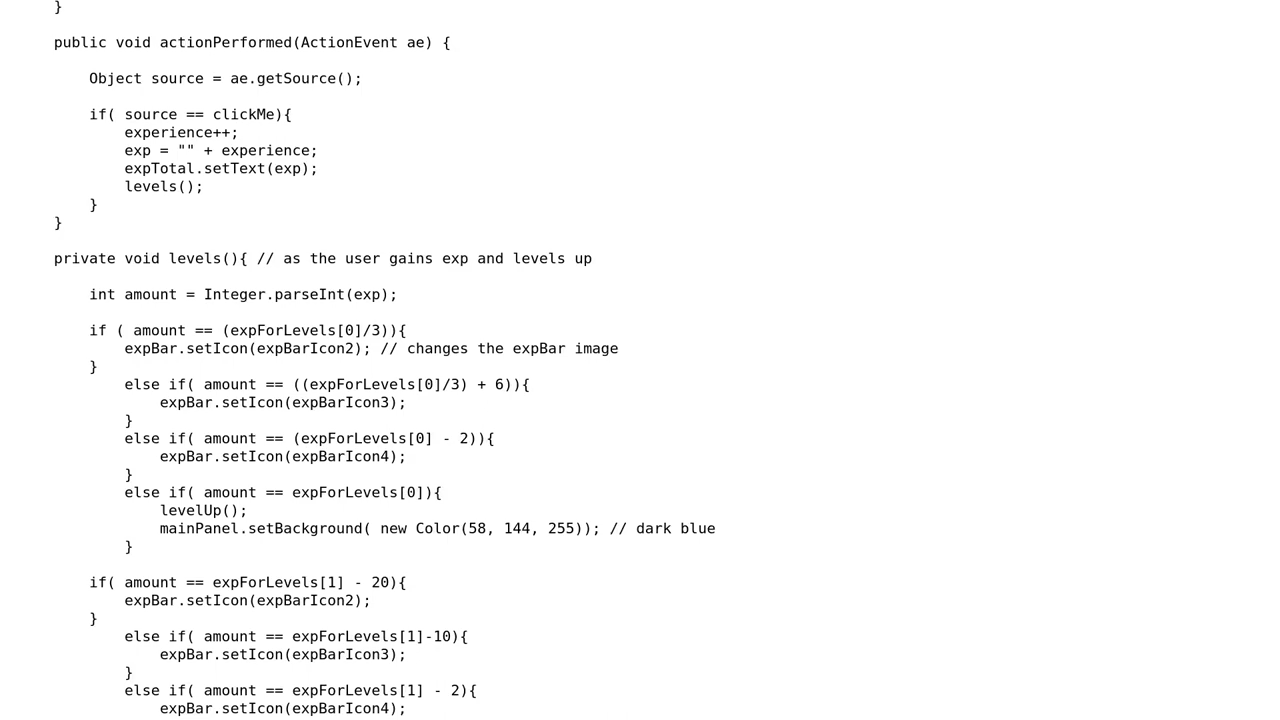 }
public void actionPerformed(ActionEvent ae) {
Object source = ae.getSource();
if( source == clickMe){
experience++;
exp = "" + experience;
expTotal.setText(exp);
levels();
}
}
private void levels(){ // as the user gains exp and levels up
int amount = Integer.parseInt(exp);
if ( amount == (expForLevels[0]/3)){
expBar.setIcon(expBarIcon2); // changes the expBar image
}
else if( amount == ((expForLevels[0]/3) + 6)){
expBar.setIcon(expBarIcon3);
}
else if( amount == (expForLevels[0] - 2)){
expBar.setIcon(expBarIcon4);
}
else if( amount == expForLevels[0]){
levelUp();
mainPanel.setBackground( new Color(58, 144, 255)); // dark blue
}
if( amount == expForLevels[1] - 20){
expBar.setIcon(expBarIcon2);
}
else if( amount == expForLevels[1]-10){
expBar.setIcon(expBarIcon3);
}
else if( amount == expForLevels[1] - 2){
expBar.setIcon(expBarIcon4);